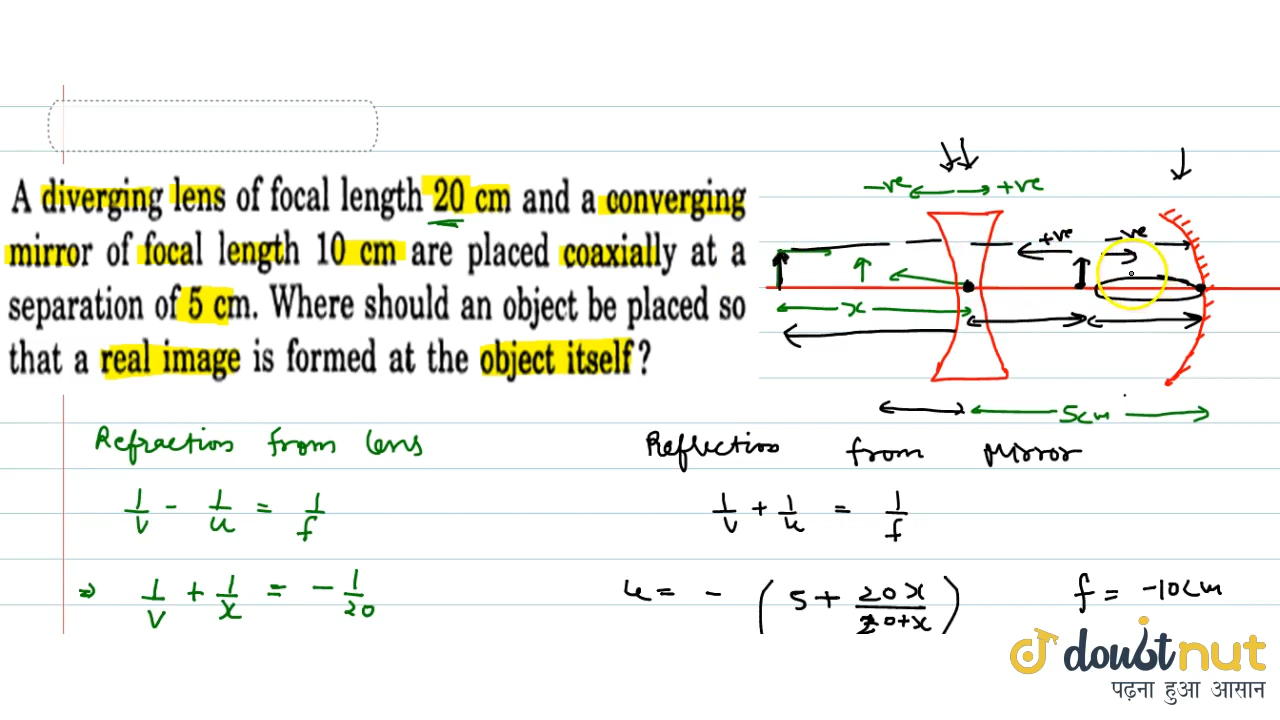 A diverging lens of focal length 20 cm and a converging
mirror of focal length 10 cm are placed coaxially at a
separation of 5 cm. Where should an object be placed so
that a real image is formed at the object itself?
-ve +ve
+ve -ve
x
5cm
Refraction from lens
Reflection from Mirror
1/v - 1/u = 1/f
1/v + 1/u = 1/f
⇒ 1/v + 1/x = - 1/20
u = - (5 + 20x/20+x) f = -10cm
doubtnut
पढ़ना हुआ आसान